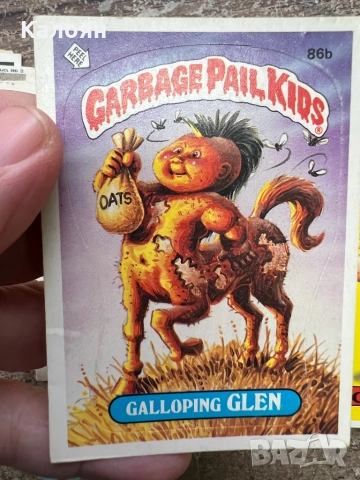 Калоян
PEEL HERE
86b
GARBAGE PAIL KIDS®
OATS
GALLOPING GLEN
BAZAR